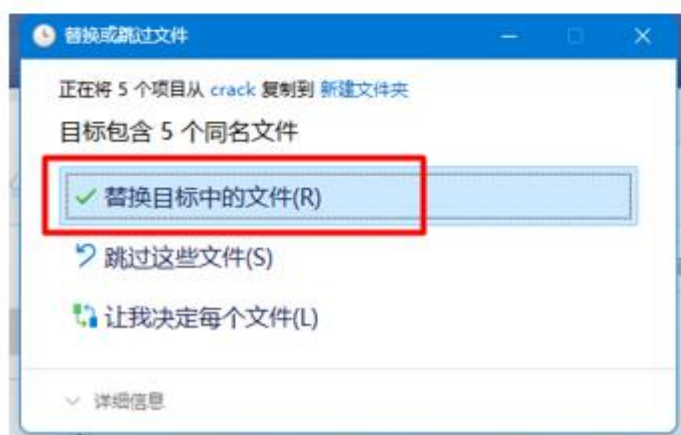 替换或跳过文件
正在将 5 个项目从 crack 复制到 新建文件夹
目标包含 5 个同名文件
替换目标中的文件(R)
跳过这些文件(S)
让我决定每个文件(L)
详细信息